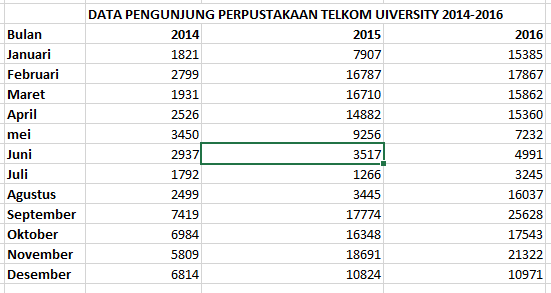 DATA PENGUNJUNG PERPUSTAKAAN TELKOM UIVERSITY 2014-2016
Bulan 2014 2015 2016
Januari 1821 7907 15385
Februari 2799 16787 17867
Maret 1931 16710 15862
April 2526 14882 15360
mei 3450 9256 7232
Juni 2937 3517 4991
Juli 1792 1266 3245
Agustus 2499 3445 16037
September 7419 17774 25628
Oktober 6984 16348 17543
November 5809 18691 21322
Desember 6814 10824 10971